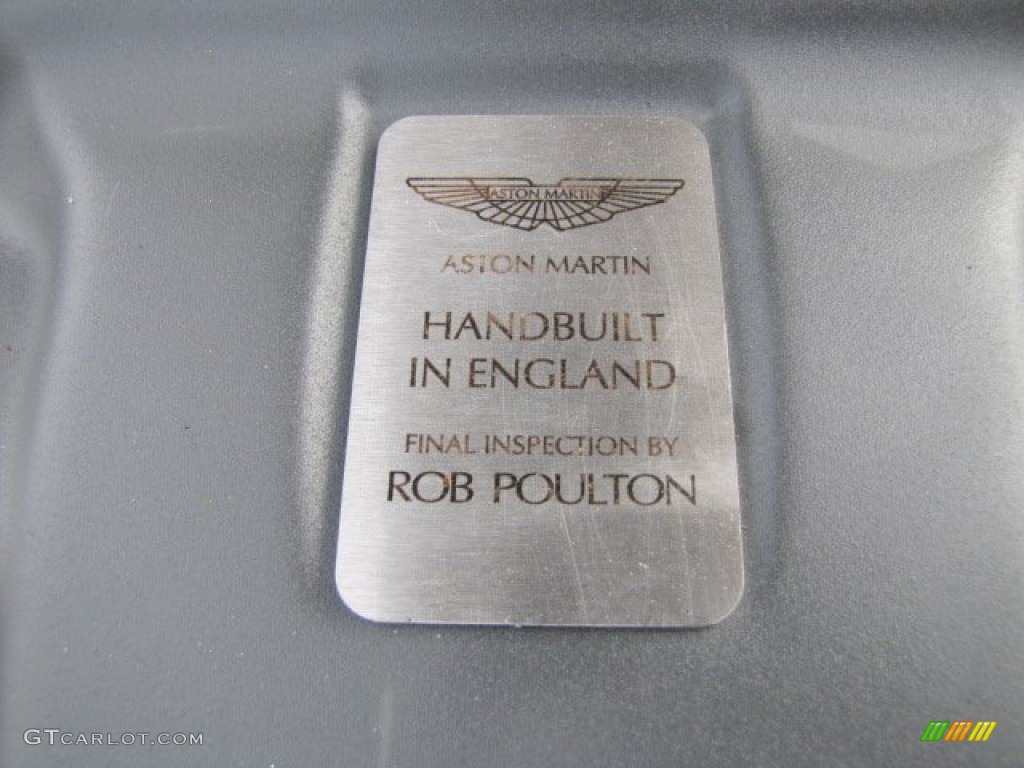 ASTON MARTIN
ASTON MARTIN
HANDBUILT
IN ENGLAND
FINAL INSPECTION BY
ROB POULTON
GTCARLOT.COM